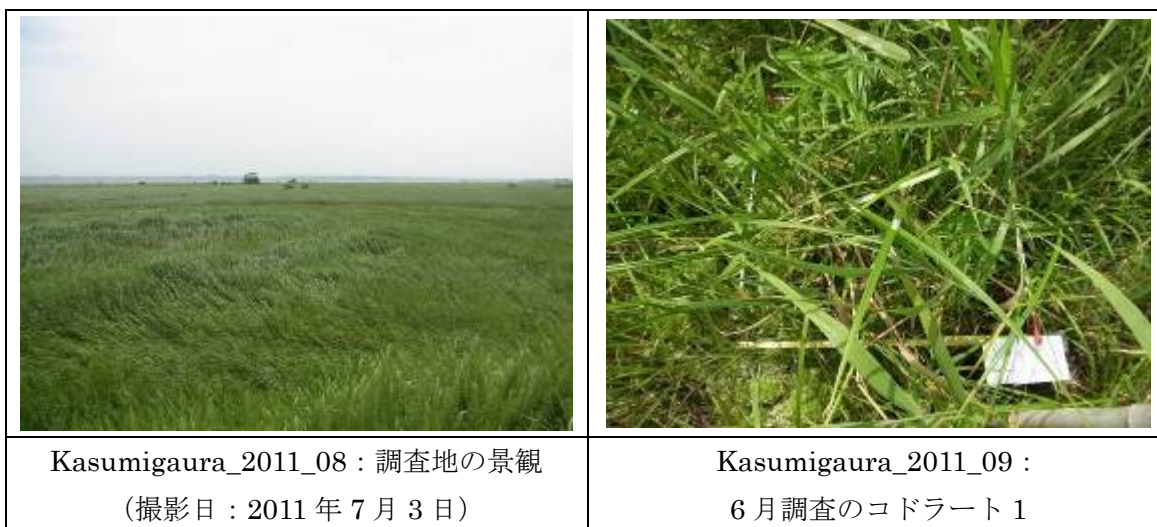 Kasumigaura_2011_08：調査地の景観
（撮影日：2011 年 7 月 3 日）
Kasumigaura_2011_09：
6 月調査のコドラート 1